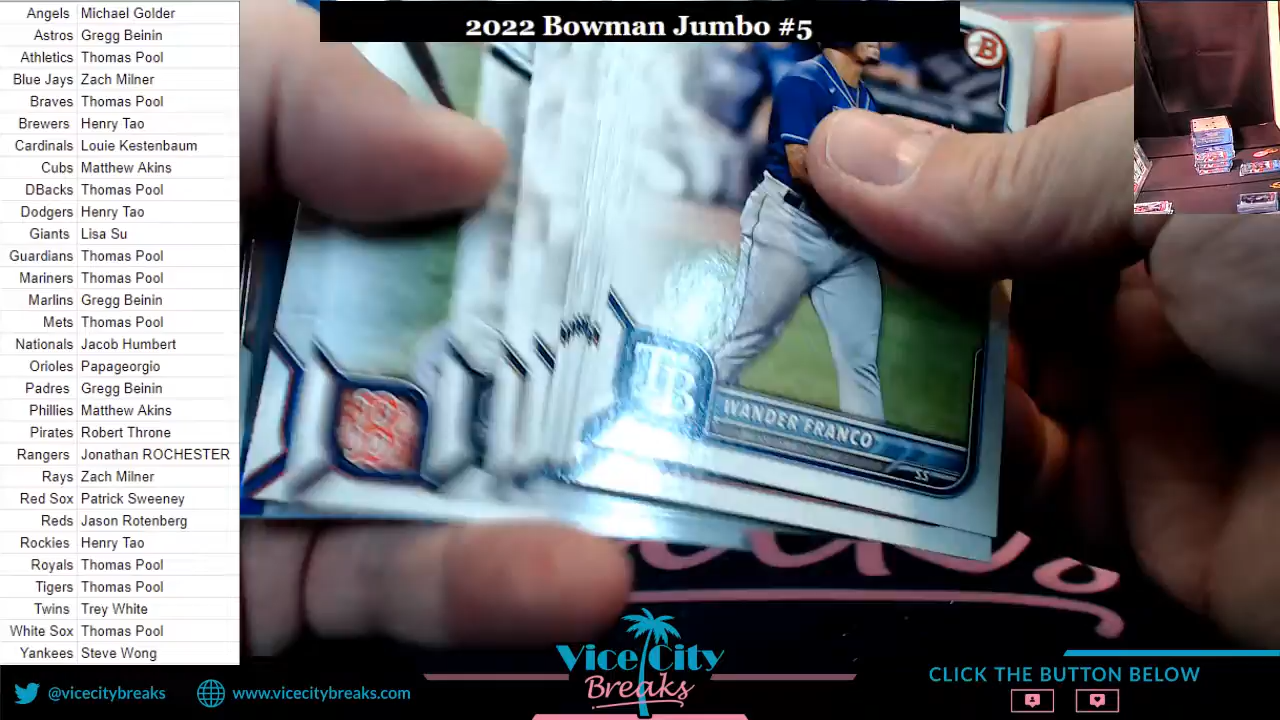 2022 Bowman Jumbo #5
Angels Michael Golder
Astros Gregg Beinin
Athletics Thomas Pool
Blue Jays Zach Milner
Braves Thomas Pool
Brewers Henry Tao
Cardinals Louie Kestenbaum
Cubs Matthew Akins
DBacks Thomas Pool
Dodgers Henry Tao
Giants Lisa Su
Guardians Thomas Pool
Mariners Thomas Pool
Marlins Gregg Beinin
Mets Thomas Pool
Nationals Jacob Humbert
Orioles Papageorgio
Padres Gregg Beinin
Phillies Matthew Akins
Pirates Robert Throne
Rangers Jonathan ROCHESTER
Rays Zach Milner
Red Sox Patrick Sweeney
Reds Jason Rotenberg
Rockies Henry Tao
Royals Thomas Pool
Tigers Thomas Pool
Twins Trey White
White Sox Thomas Pool
Yankees Steve Wong
B
TB
WANDER FRANCO
SS
Vice City
Breaks
@vicecitybreaks
www.vicecitybreaks.com
CLICK THE BUTTON BELOW